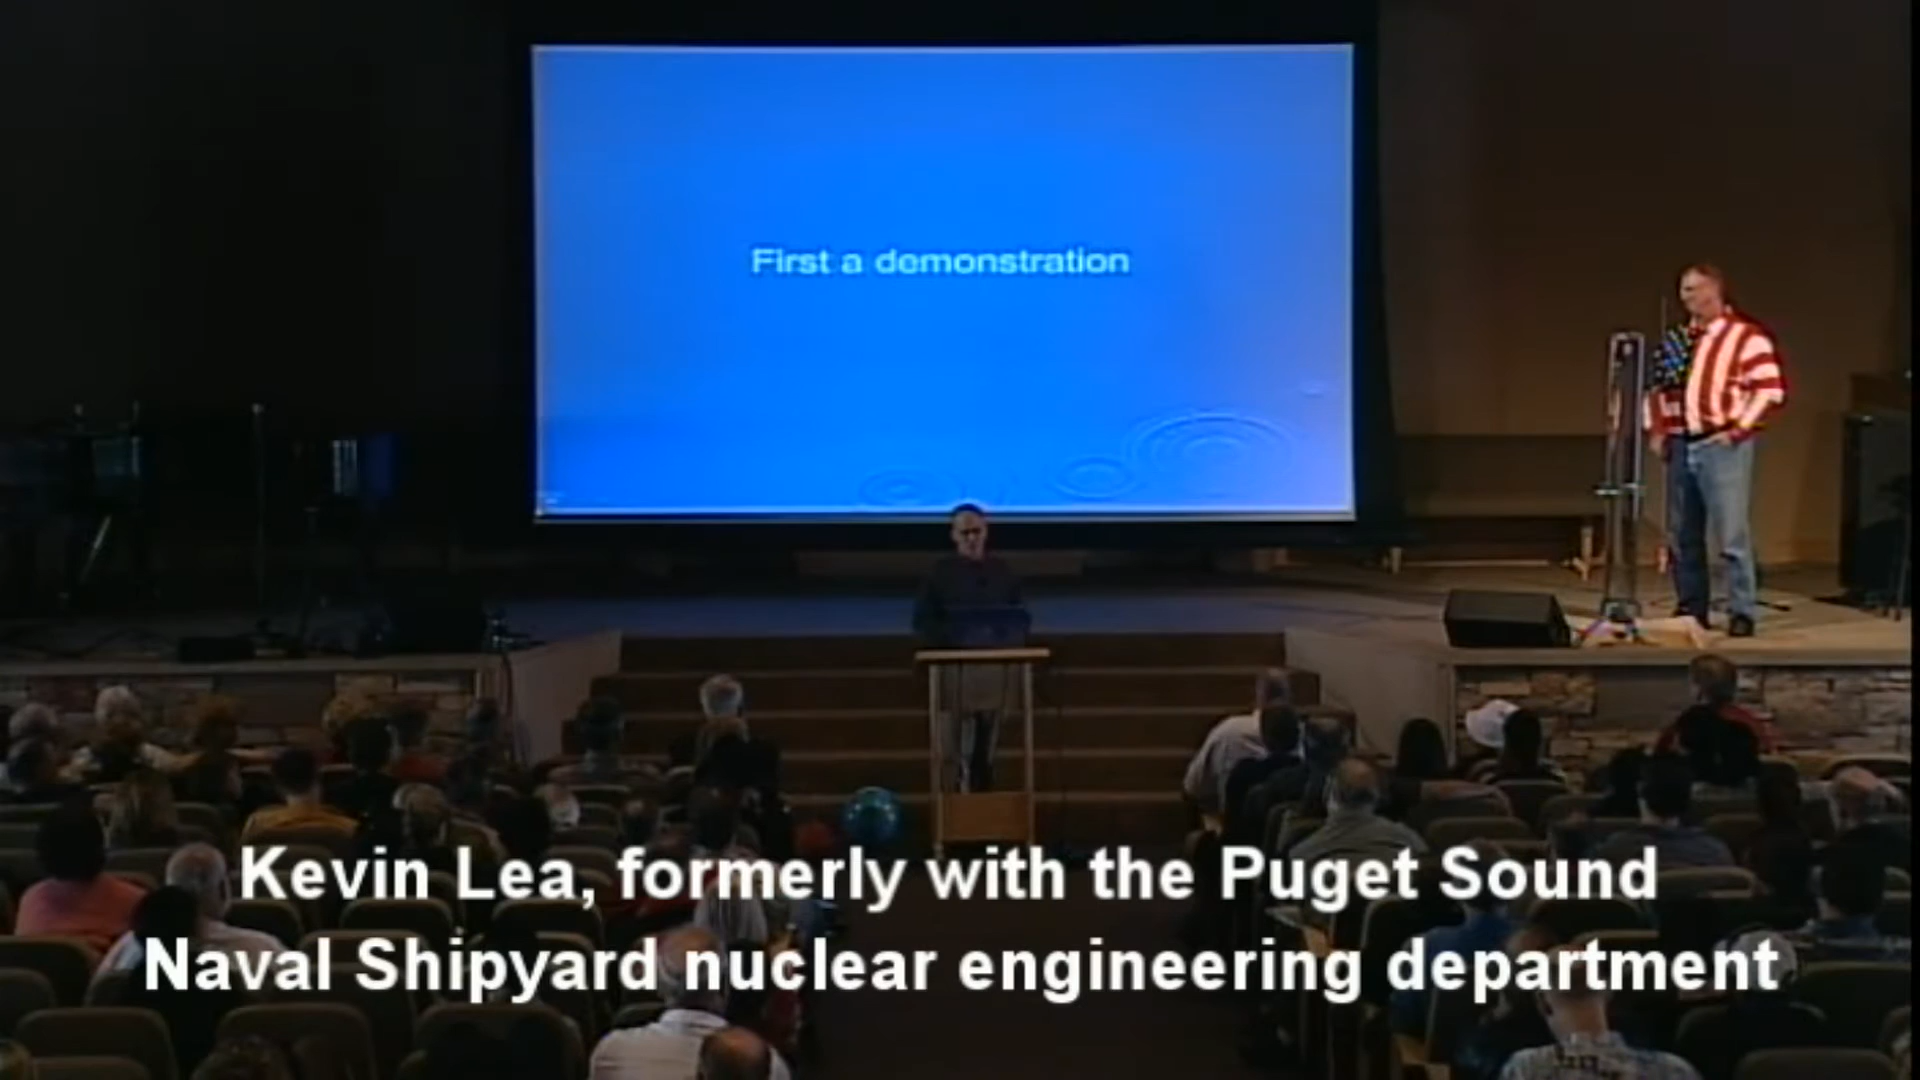 First a demonstration
Kevin Lea, formerly with the Puget Sound
Naval Shipyard nuclear engineering department